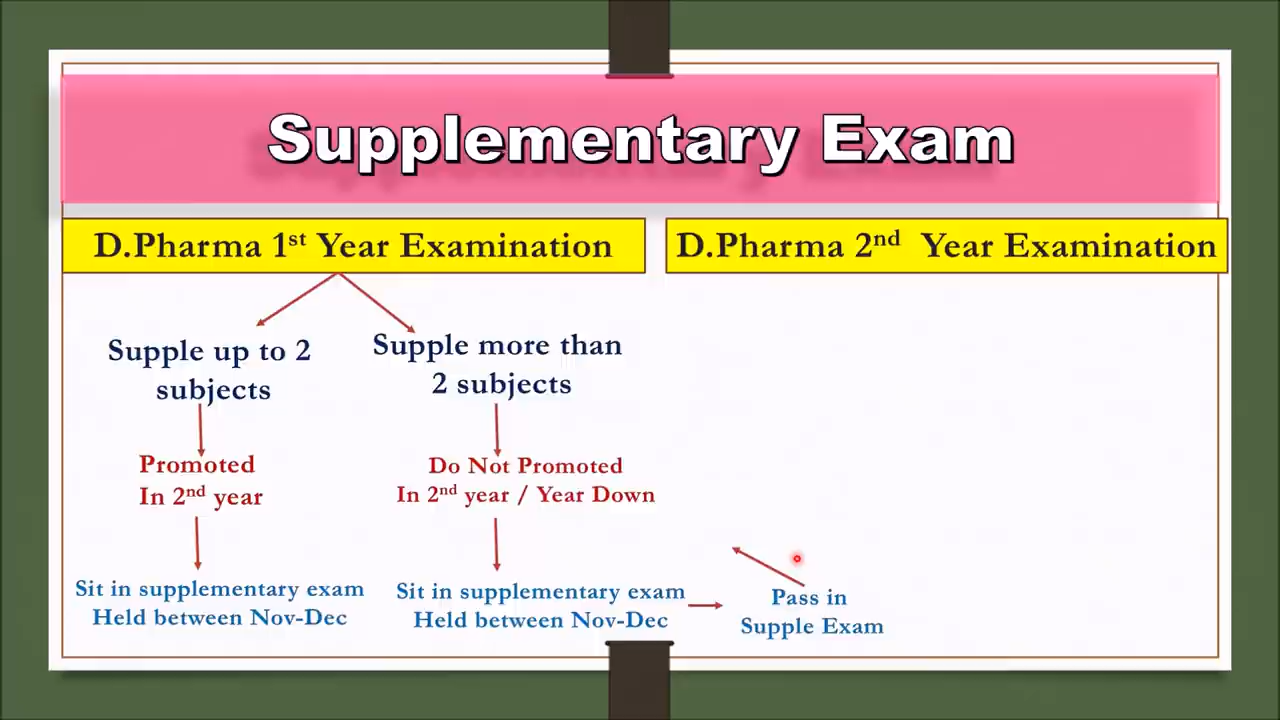 Supplementary Exam
D.Pharma 1st Year Examination
D.Pharma 2nd Year Examination
Supple up to 2
subjects
Supple more than
2 subjects
Promoted
In 2nd year
Do Not Promoted
In 2nd year / Year Down
Sit in supplementary exam
Held between Nov-Dec
Sit in supplementary exam
Held between Nov-Dec
Pass in
Supple Exam